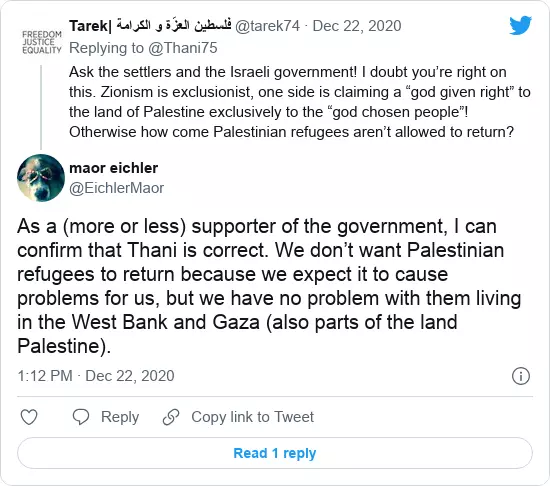 FREEDOM
JUSTICE
EQUALITY
Tarek| فلسطين العزّة و الكرامة @tarek74 · Dec 22, 2020
Replying to @Thani75
Ask the settlers and the Israeli government! I doubt you’re right on
this. Zionism is exclusionist, one side is claiming a “god given right” to
the land of Palestine exclusively to the “god chosen people”!
Otherwise how come Palestinian refugees aren’t allowed to return?
maor eichler
@EichlerMaor
As a (more or less) supporter of the government, I can
confirm that Thani is correct. We don’t want Palestinian
refugees to return because we expect it to cause
problems for us, but we have no problem with them living
in the West Bank and Gaza (also parts of the land
Palestine).
1:12 PM · Dec 22, 2020
Reply
Copy link to Tweet
Read 1 reply